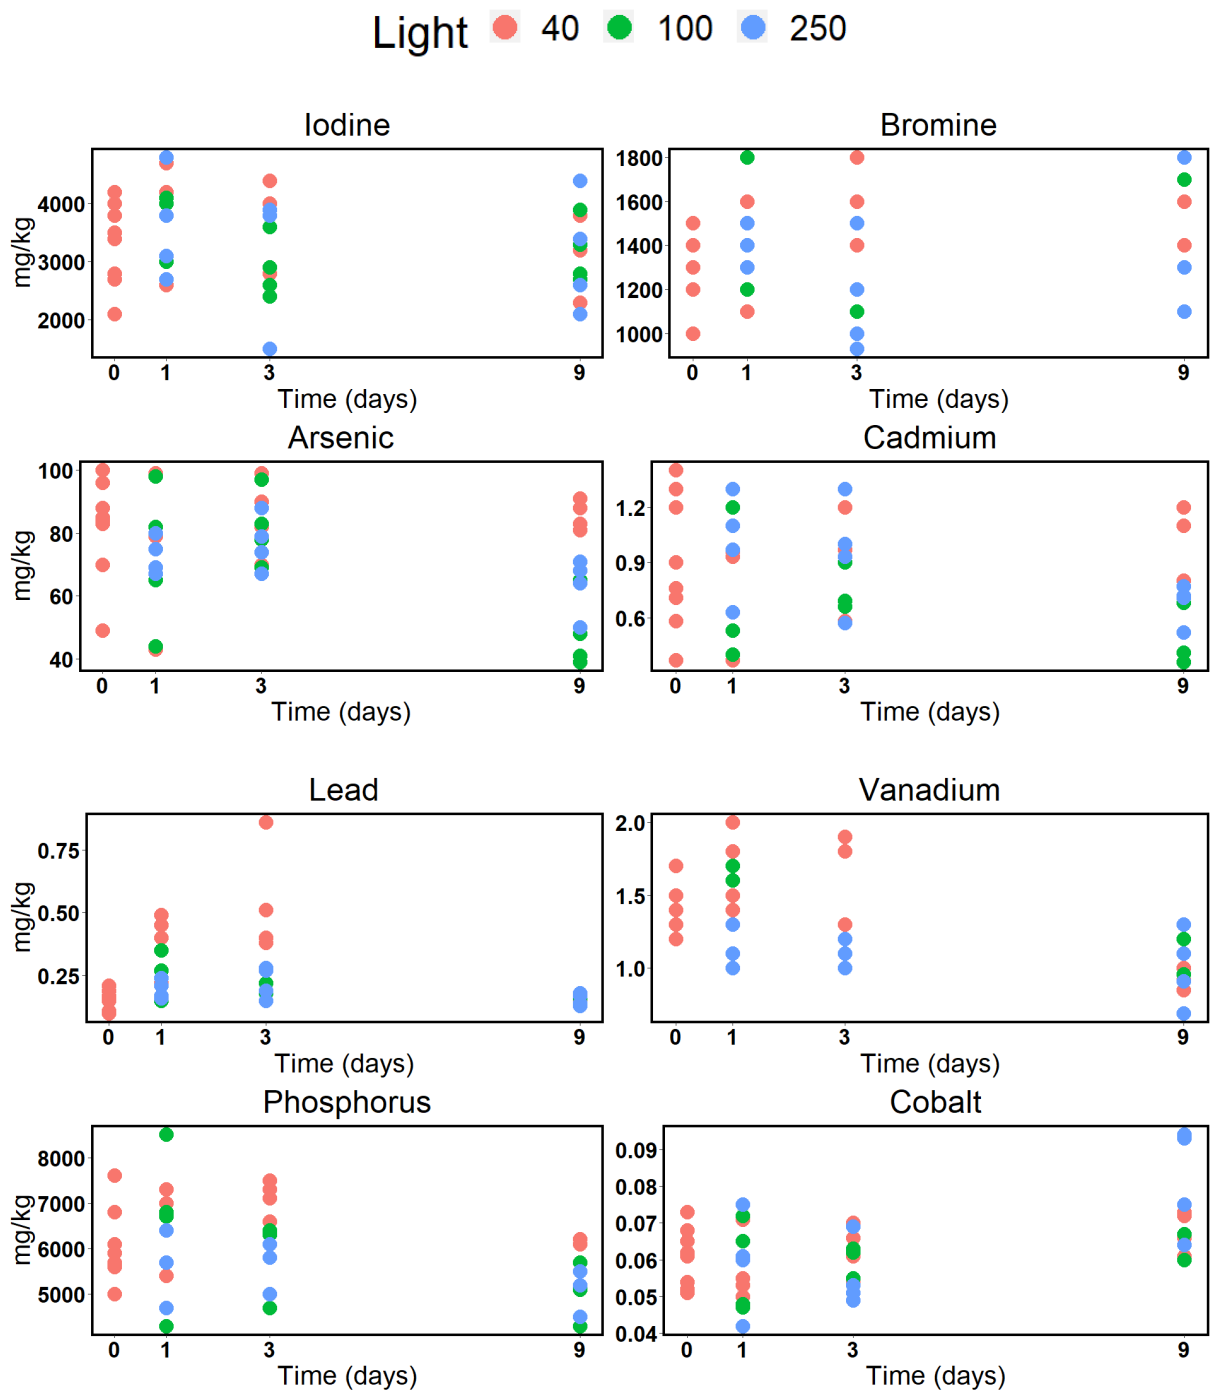 Light 40 100 250
Iodine
Bromine
mg/kg
4000
3000
2000
0 1 3 9
Time (days)
1800
1600
1400
1200
1000
0 1 3 9
Time (days)
Arsenic
Cadmium
mg/kg
100
80
60
40
0 1 3 9
Time (days)
1.2
0.9
0.6
0 1 3 9
Time (days)
Lead
Vanadium
mg/kg
0.75
0.50
0.25
0 1 3 9
Time (days)
2.0
1.5
1.0
0 1 3 9
Time (days)
Phosphorus
Cobalt
mg/kg
8000
7000
6000
5000
0 1 3 9
Time (days)
0.09
0.08
0.07
0.06
0.05
0.04
0 1 3 9
Time (days)